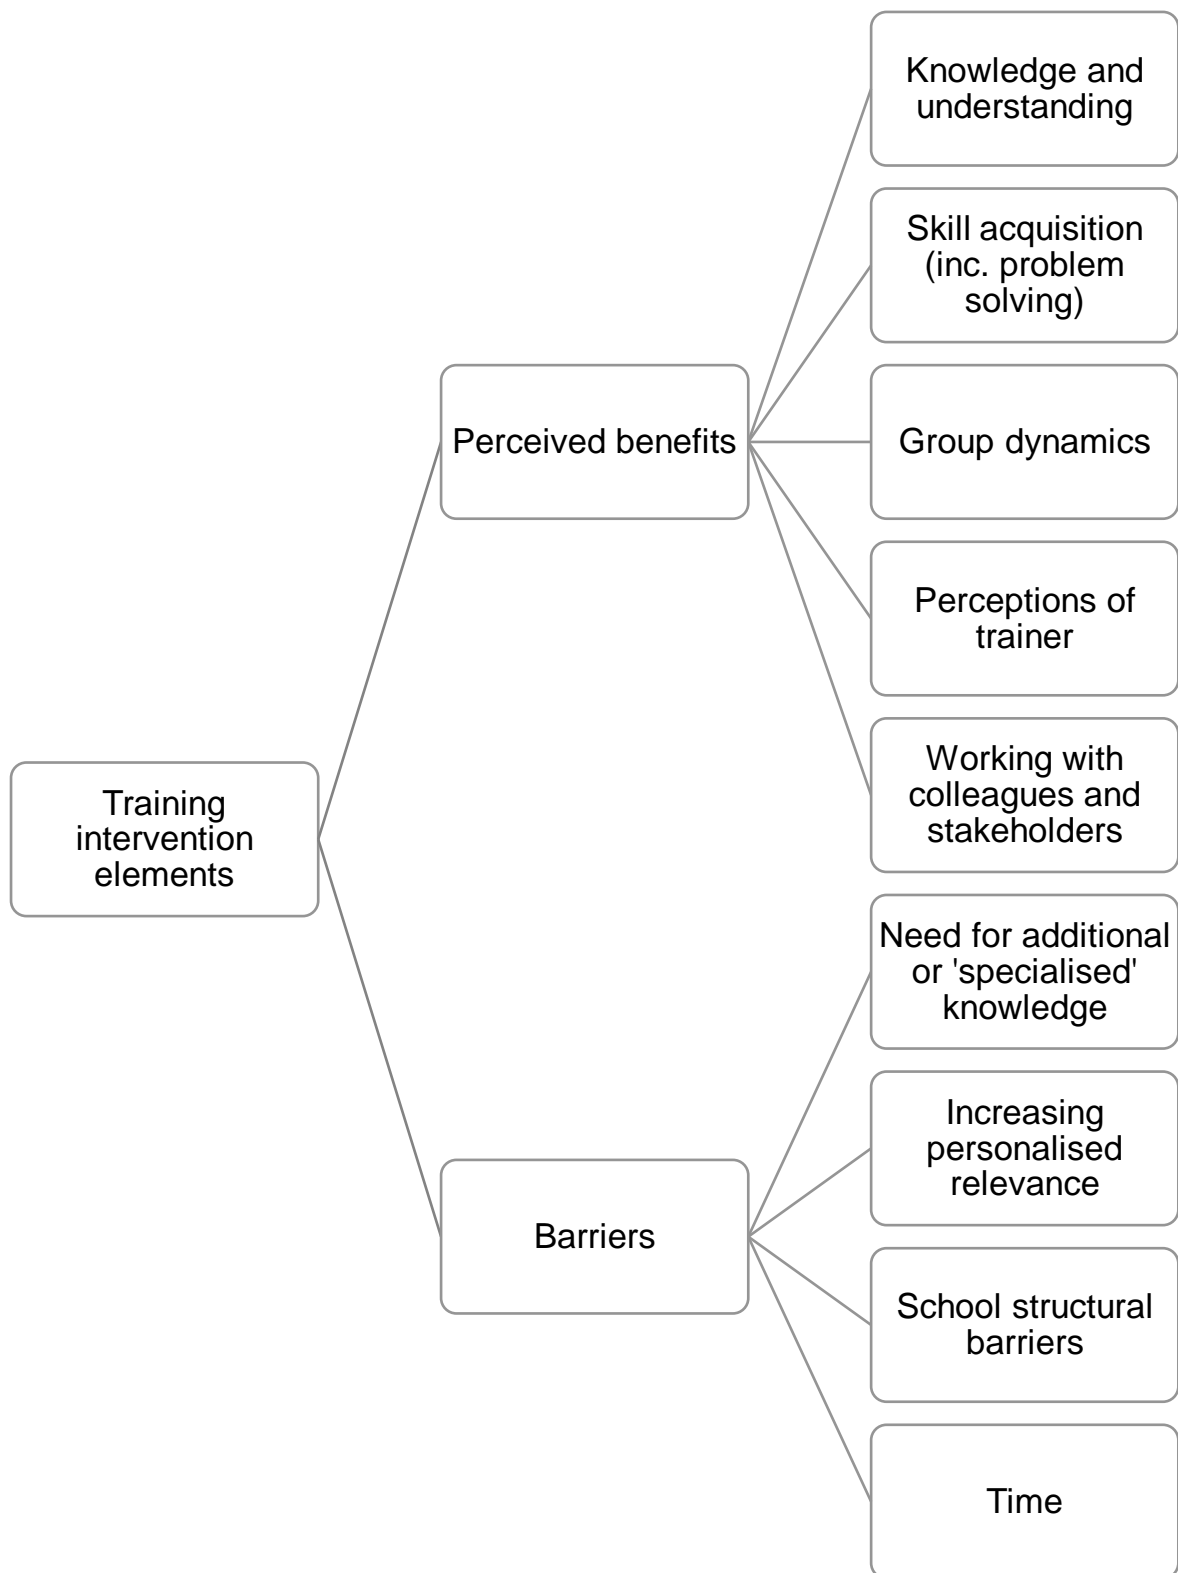 Knowledge and
understanding
Skill acquisition
(inc. problem
solving)
Perceived benefits
Group dynamics
Perceptions of
trainer
Working with
colleagues and
stakeholders
Training
intervention
elements
Need for additional
or 'specialised'
knowledge
Increasing
personalised
relevance
Barriers
School structural
barriers
Time